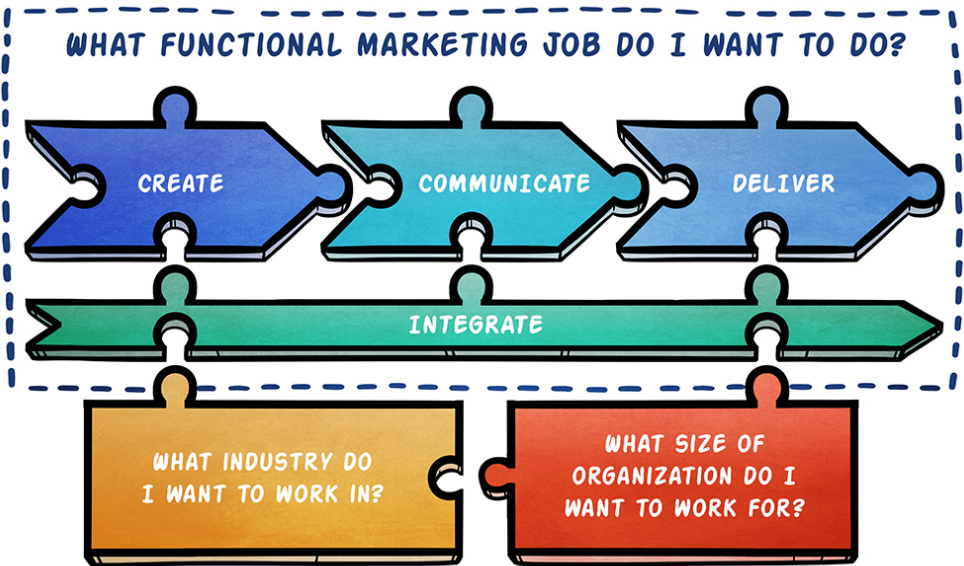 WHAT FUNCTIONAL MARKETING JOB DO I WANT TO DO?
CREATE
COMMUNICATE
DELIVER
INTEGRATE
WHAT INDUSTRY DO
I WANT TO WORK IN?
WHAT SIZE OF
ORGANIZATION DO I
WANT TO WORK FOR?